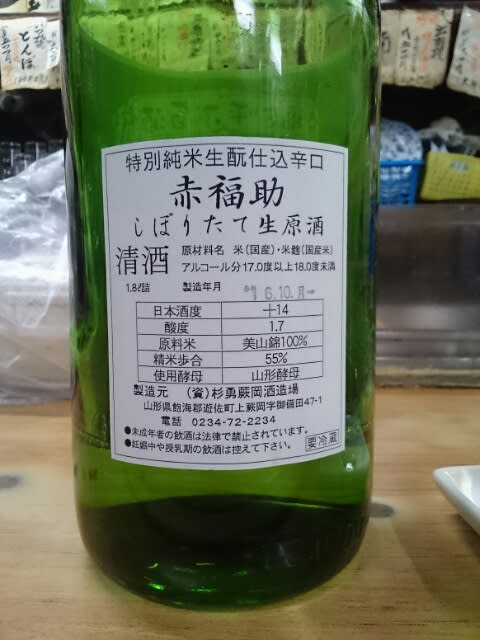 特別純米生酛仕込辛口
赤福助
しぼりたて生原酒
清酒
原材料名 米(国産)・米麹(国産米)
アルコール分17.0度以上18.0度未満
1.8ℓ詰 製造年月 16.10.月
日本酒度 +14
酸度 1.7
原料米 美山錦100%
精米歩合 55%
使用酵母 山形酵母
製造元 (資)杉勇蕨岡酒造場
山形県飽海郡遊佐町上蕨岡字御備田47-1
電話 0234-72-2234
●未成年者の飲酒は法律で禁止されています。
●妊娠中や授乳期の飲酒は控えて下さい。
要冷蔵
とんぼ